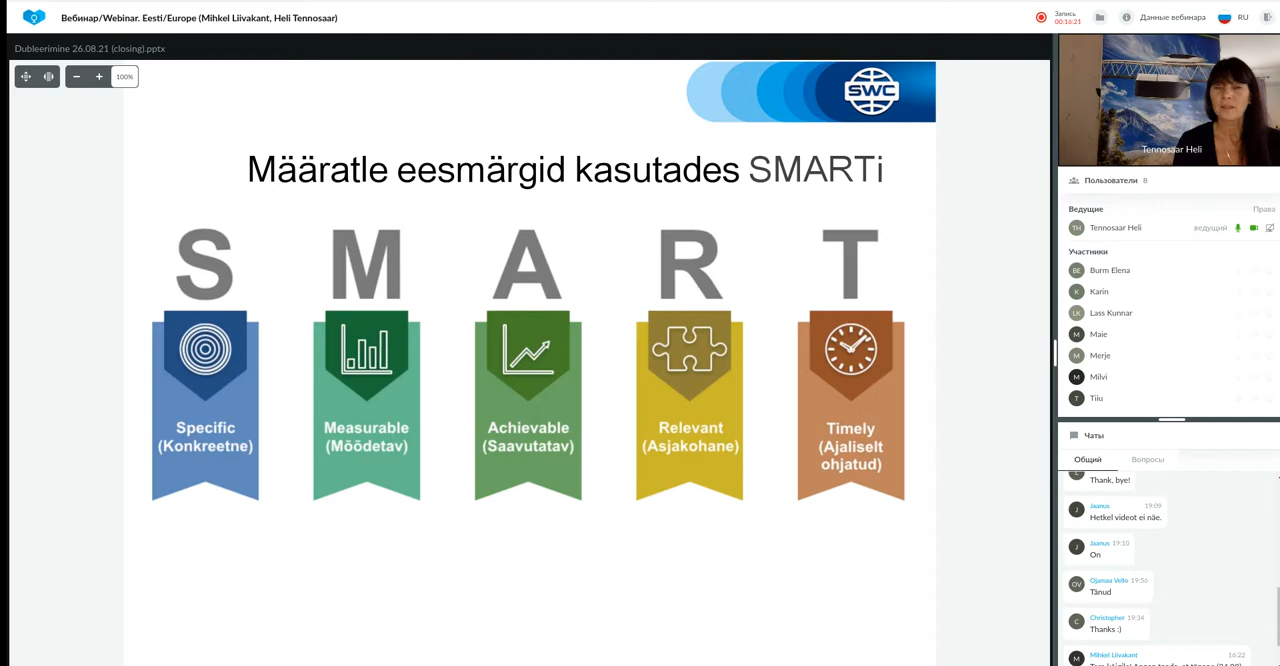 Вебинар/Webinar. Eesti/Europe (Mihkel Liivakant, Heli Tennosaar)
Запись
00:16:21
Данные вебинара
RU
Dubleerimine 26.08.21 (closing).pptx
100%
SWC
Määratle eesmärgid kasutades SMARTi
S M A R T
Specific
(Konkreetne)
Measurable
(Mõõdetav)
Achievable
(Saavutatav)
Relevant
(Asjakohane)
Timely
(Ajaliselt
ohjatud)
Tennosaar Heli
Пользователи 8
Ведущие Права
TH Tennosaar Heli ведущий
Участники
BE Burm Elena
K Karin
LK Lass Kunnar
M Maie
M Merje
M Milvi
T Tiiu
Чаты
Общий Вопросы
Thank, bye!
J Jaanus 19:09
Hetkel videot ei näe.
J Jaanus 19:10
On
OV Ojamaa Vello 19:56
Tänud
C Christopher 19:34
Thanks :)
M Mihkel Liivakant 16:22